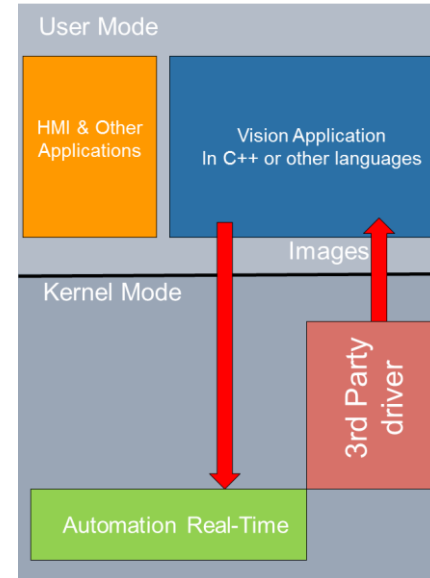 User Mode
HMI & Other
Applications
Vision Application
In C++ or other languages
Images
Kernel Mode
3rd Party
driver
Automation Real-Time